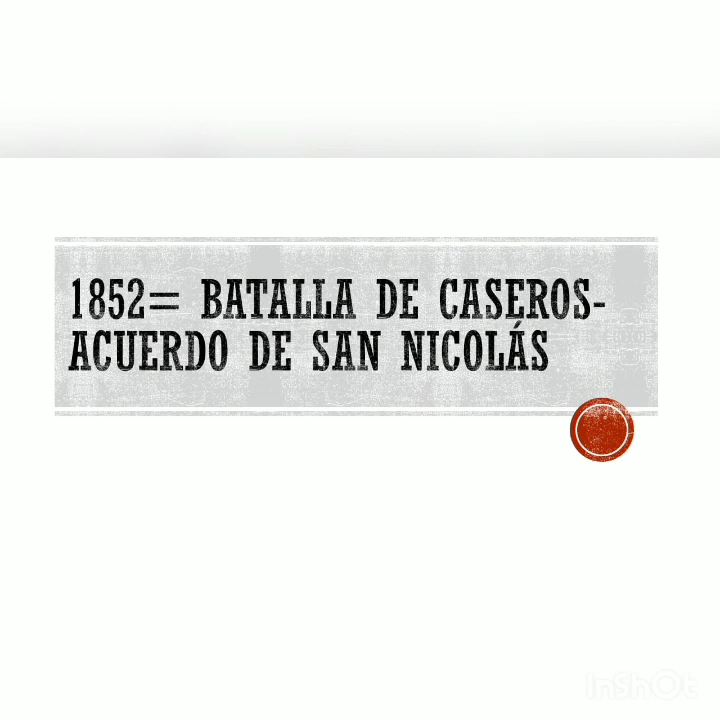 1852= BATALLA DE CASEROS-
ACUERDO DE SAN NICOLÁS
InShOt